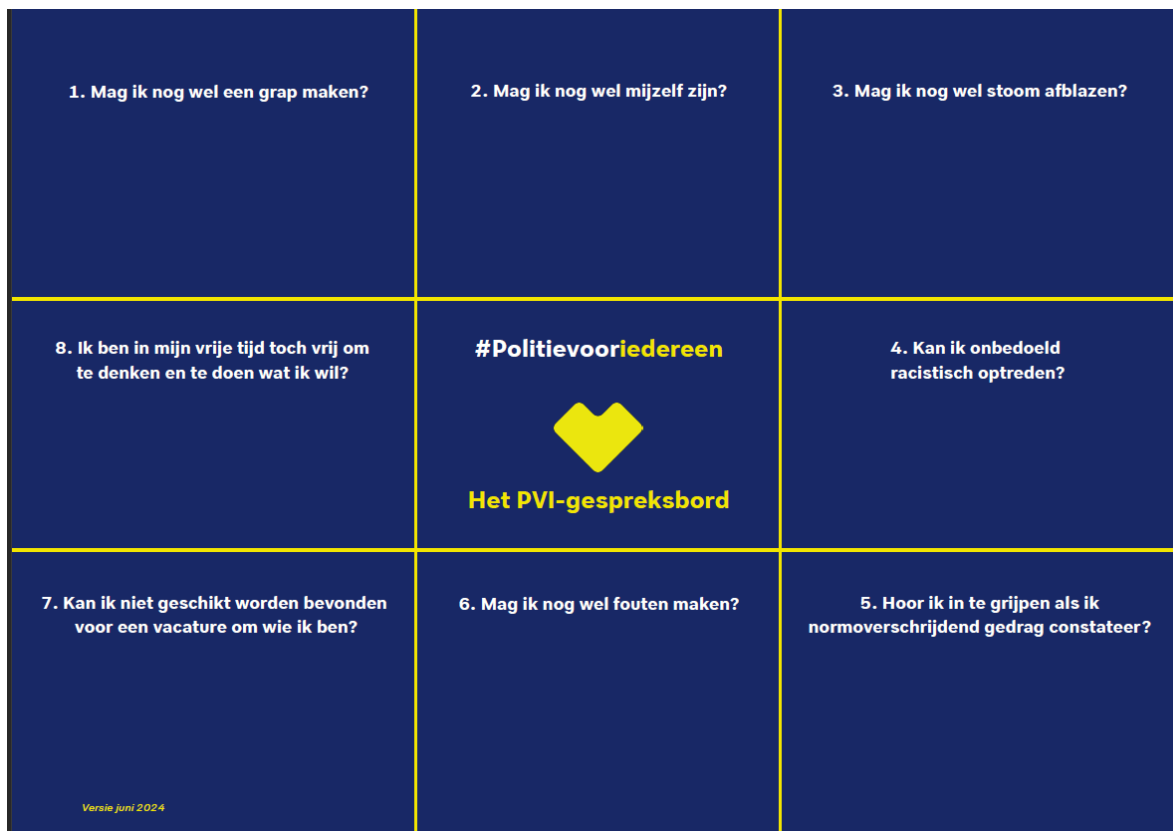 1. Mag ik nog wel een grap maken?
2. Mag ik nog wel mijzelf zijn?
3. Mag ik nog wel stoom afblazen?
8. Ik ben in mijn vrije tijd toch vrij om
te denken en te doen wat ik wil?
#Politievooriedereen
Het PVI-gespreksbord
4. Kan ik onbedoeld
racistisch optreden?
7. Kan ik niet geschikt worden bevonden
voor een vacature om wie ik ben?
6. Mag ik nog wel fouten maken?
5. Hoor ik in te grijpen als ik
normoverschrijdend gedrag constateer?
Versie juni 2024